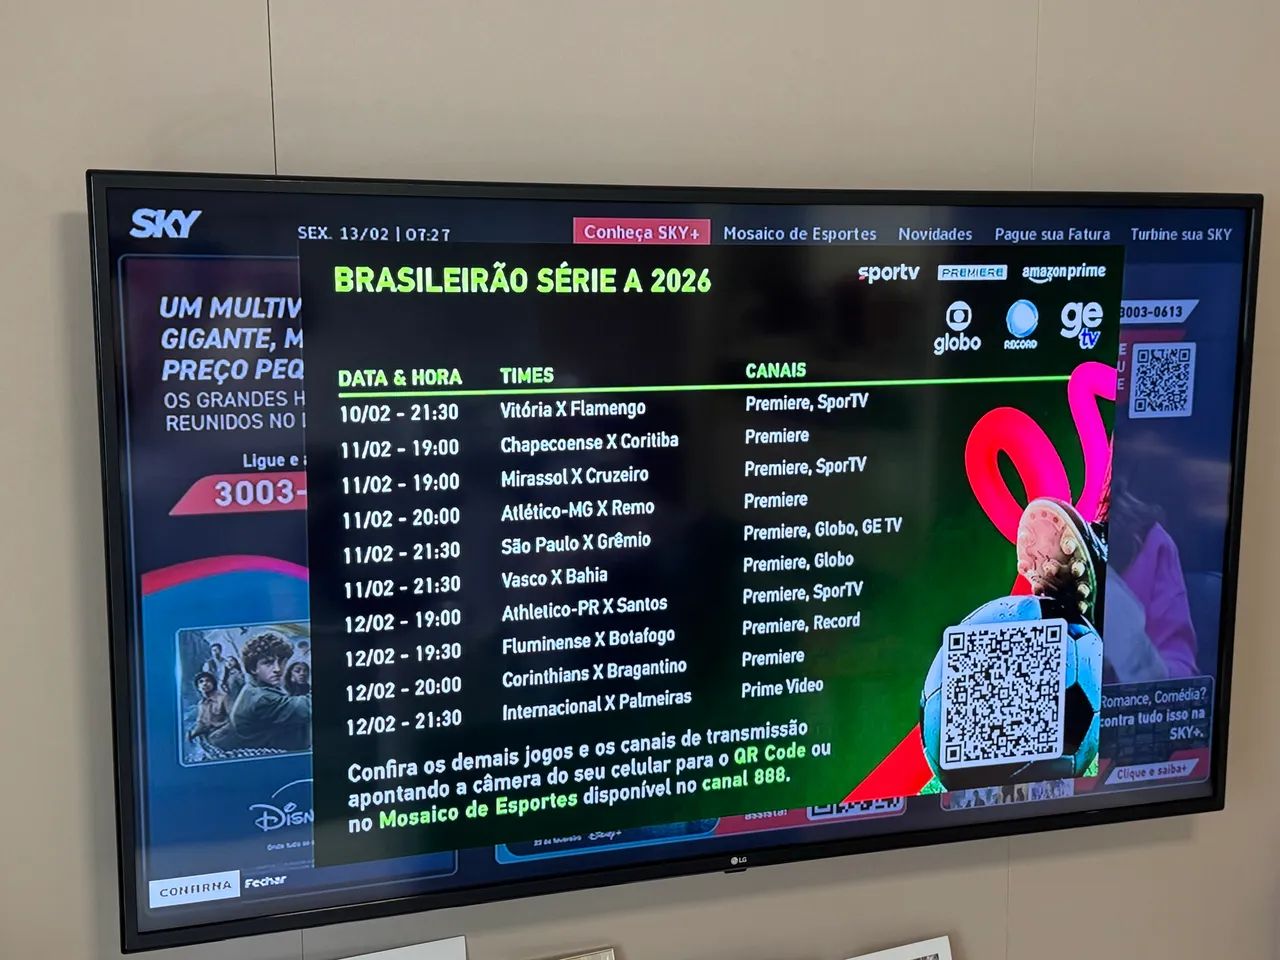 SKY
SEX. 13/02 | 07:27
Conheça SKY+
Mosaico de Esportes
Novidades
Pague sua Fatura
Turbine sua SKY
BRASILEIRÃO SÉRIE A 2026
sportv PREMIERE amazon prime
globo RECORD ge tv
DATA & HORA TIMES CANAIS
10/02 - 21:30 Vitória X Flamengo Premiere, SporTV
11/02 - 19:00 Chapecoense X Coritiba Premiere
11/02 - 19:00 Mirassol X Cruzeiro Premiere, SporTV
11/02 - 20:00 Atlético-MG X Remo Premiere
11/02 - 21:30 São Paulo X Grêmio Premiere, Globo, GE TV
11/02 - 21:30 Vasco X Bahia Premiere, Globo
12/02 - 19:00 Athletico-PR X Santos Premiere, SporTV
12/02 - 19:30 Fluminense X Botafogo Premiere, Record
12/02 - 20:00 Corinthians X Bragantino Premiere
12/02 - 21:30 Internacional X Palmeiras Prime Video
Confira os demais jogos e os canais de transmissão
apontando a câmera do seu celular para o QR Code ou
no Mosaico de Esportes disponível no canal 888.
UM MULTIV
GIGANTE, M
PREÇO PEQ
OS GRANDES H
REUNIDOS NO
Ligue e a
3003-
3003-0613
E
U
E
Romance, Comédia?
contra tudo isso na
SKY+.
Clique e saiba+
DISN
assista!
Disney+
CONFIRMA Fechar
LG